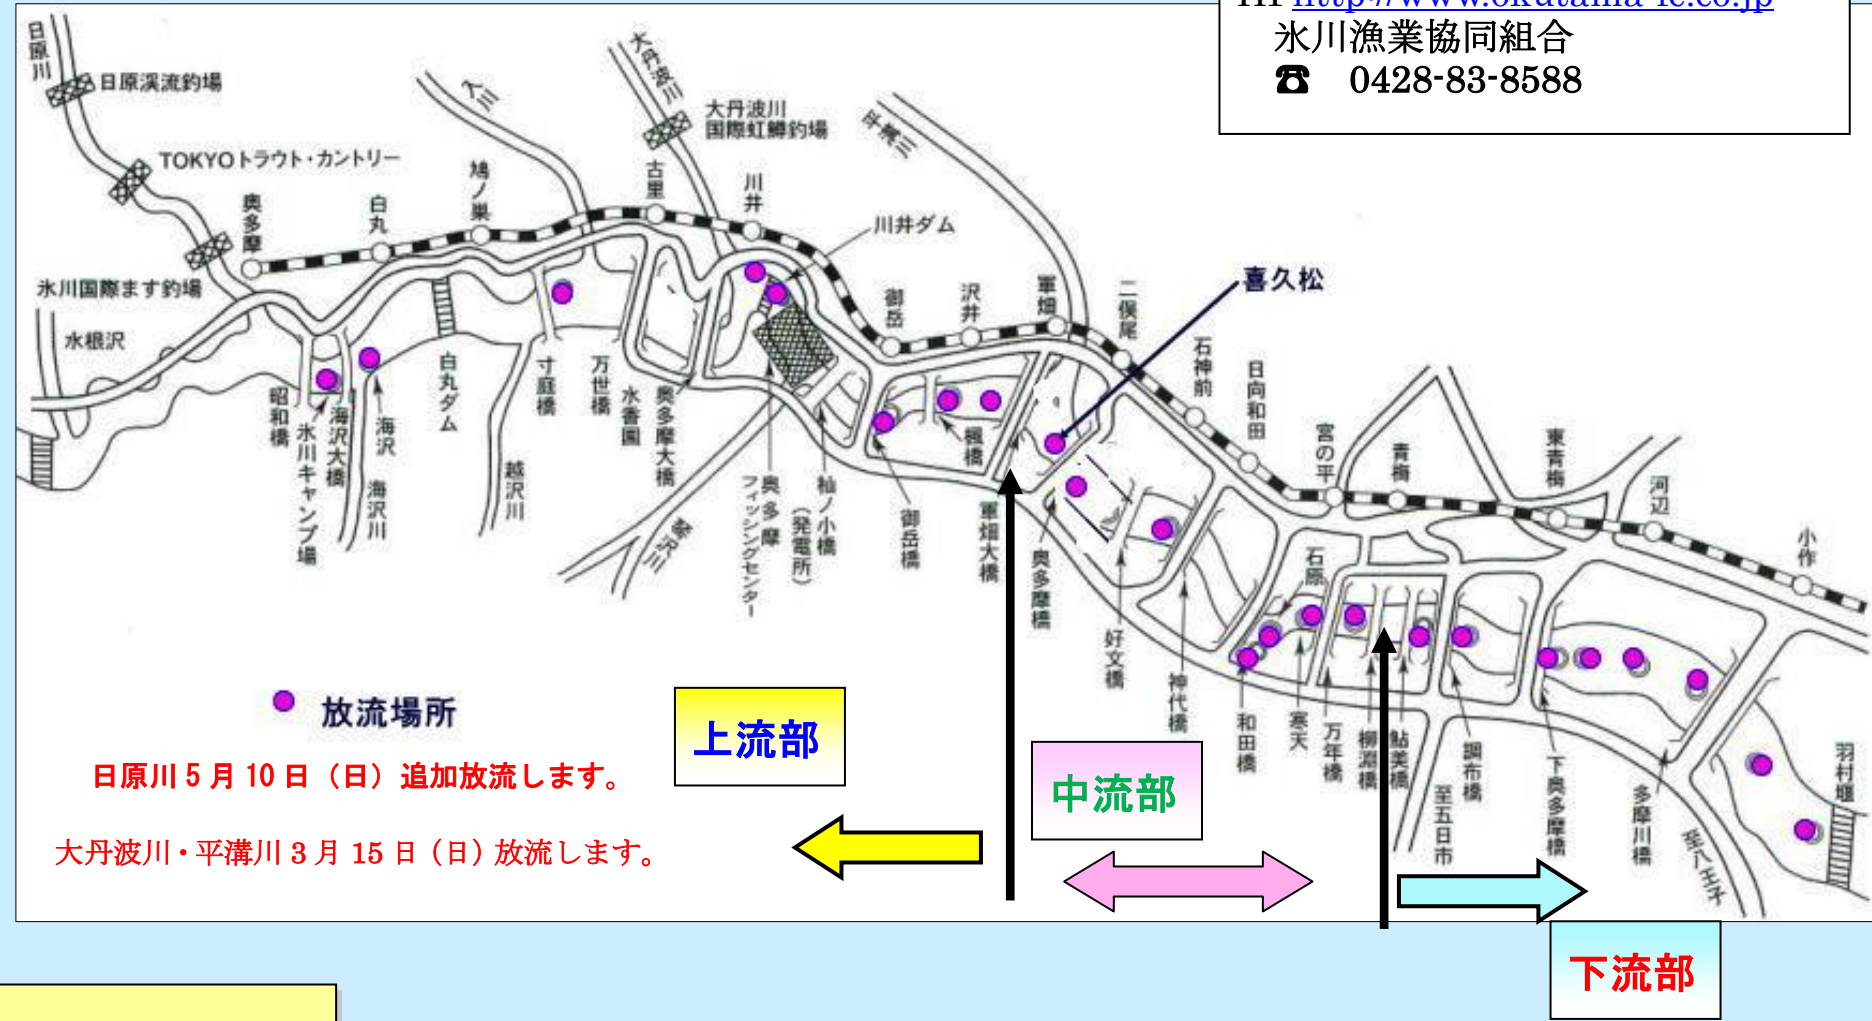 http://www.okutama-fc.co.jp
氷川漁業協同組合
☎ 0428-83-8588
日原川
日原渓流釣場
TOKYOトラウト・カントリー
氷川国際ます釣場
水根沢
入川
大丹波川
大丹波川
国際虹鱒釣場
奥多摩
白丸
鳩ノ巣
古里
川井
川井ダム
御岳
沢井
軍畑
二俣尾
喜久松
石神前
日向和田
宮の平
青梅
東青梅
河辺
小作
昭和橋
氷川キャンプ場
海沢大橋
海沢
海沢川
白丸ダム
越沢川
寸庭橋
万世橋
水香園
奥多摩大橋
奥多摩
フィッシングセンター
杣ノ小橋
(発電所)
御岳橋
楓橋
軍畑大橋
奥多摩橋
好文橋
神代橋
和田橋
石原
寒天
万年橋
柳淵橋
鮎美橋
至五日市
調布橋
下奥多摩橋
多摩川橋
至八王子
羽村堰
放流場所
日原川5月10日（日）追加放流します。
大丹波川・平溝川3月15日（日）放流します。
上流部
中流部
下流部